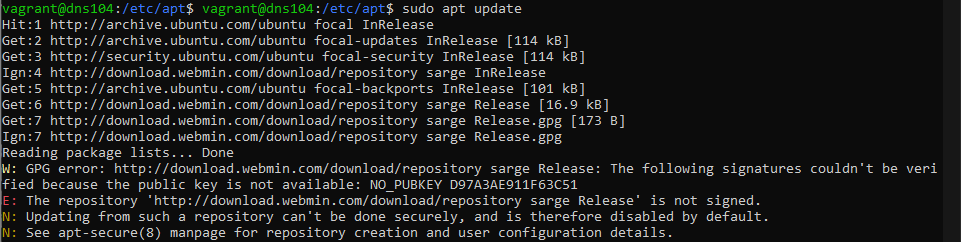 vagrant@dns104:/etc/apt$ vagrant@dns104:/etc/apt$ sudo apt update
Hit:1 http://archive.ubuntu.com/ubuntu focal InRelease
Get:2 http://archive.ubuntu.com/ubuntu focal-updates InRelease [114 kB]
Get:3 http://security.ubuntu.com/ubuntu focal-security InRelease [114 kB]
Ign:4 http://download.webmin.com/download/repository sarge InRelease
Get:5 http://archive.ubuntu.com/ubuntu focal-backports InRelease [101 kB]
Get:6 http://download.webmin.com/download/repository sarge Release [16.9 kB]
Get:7 http://download.webmin.com/download/repository sarge Release.gpg [173 B]
Ign:7 http://download.webmin.com/download/repository sarge Release.gpg
Reading package lists... Done
W: GPG error: http://download.webmin.com/download/repository sarge Release: The following signatures couldn't be veri
fied because the public key is not available: NO_PUBKEY D97A3AE911F63C51
E: The repository 'http://download.webmin.com/download/repository sarge Release' is not signed.
N: Updating from such a repository can't be done securely, and is therefore disabled by default.
N: See apt-secure(8) manpage for repository creation and user configuration details.